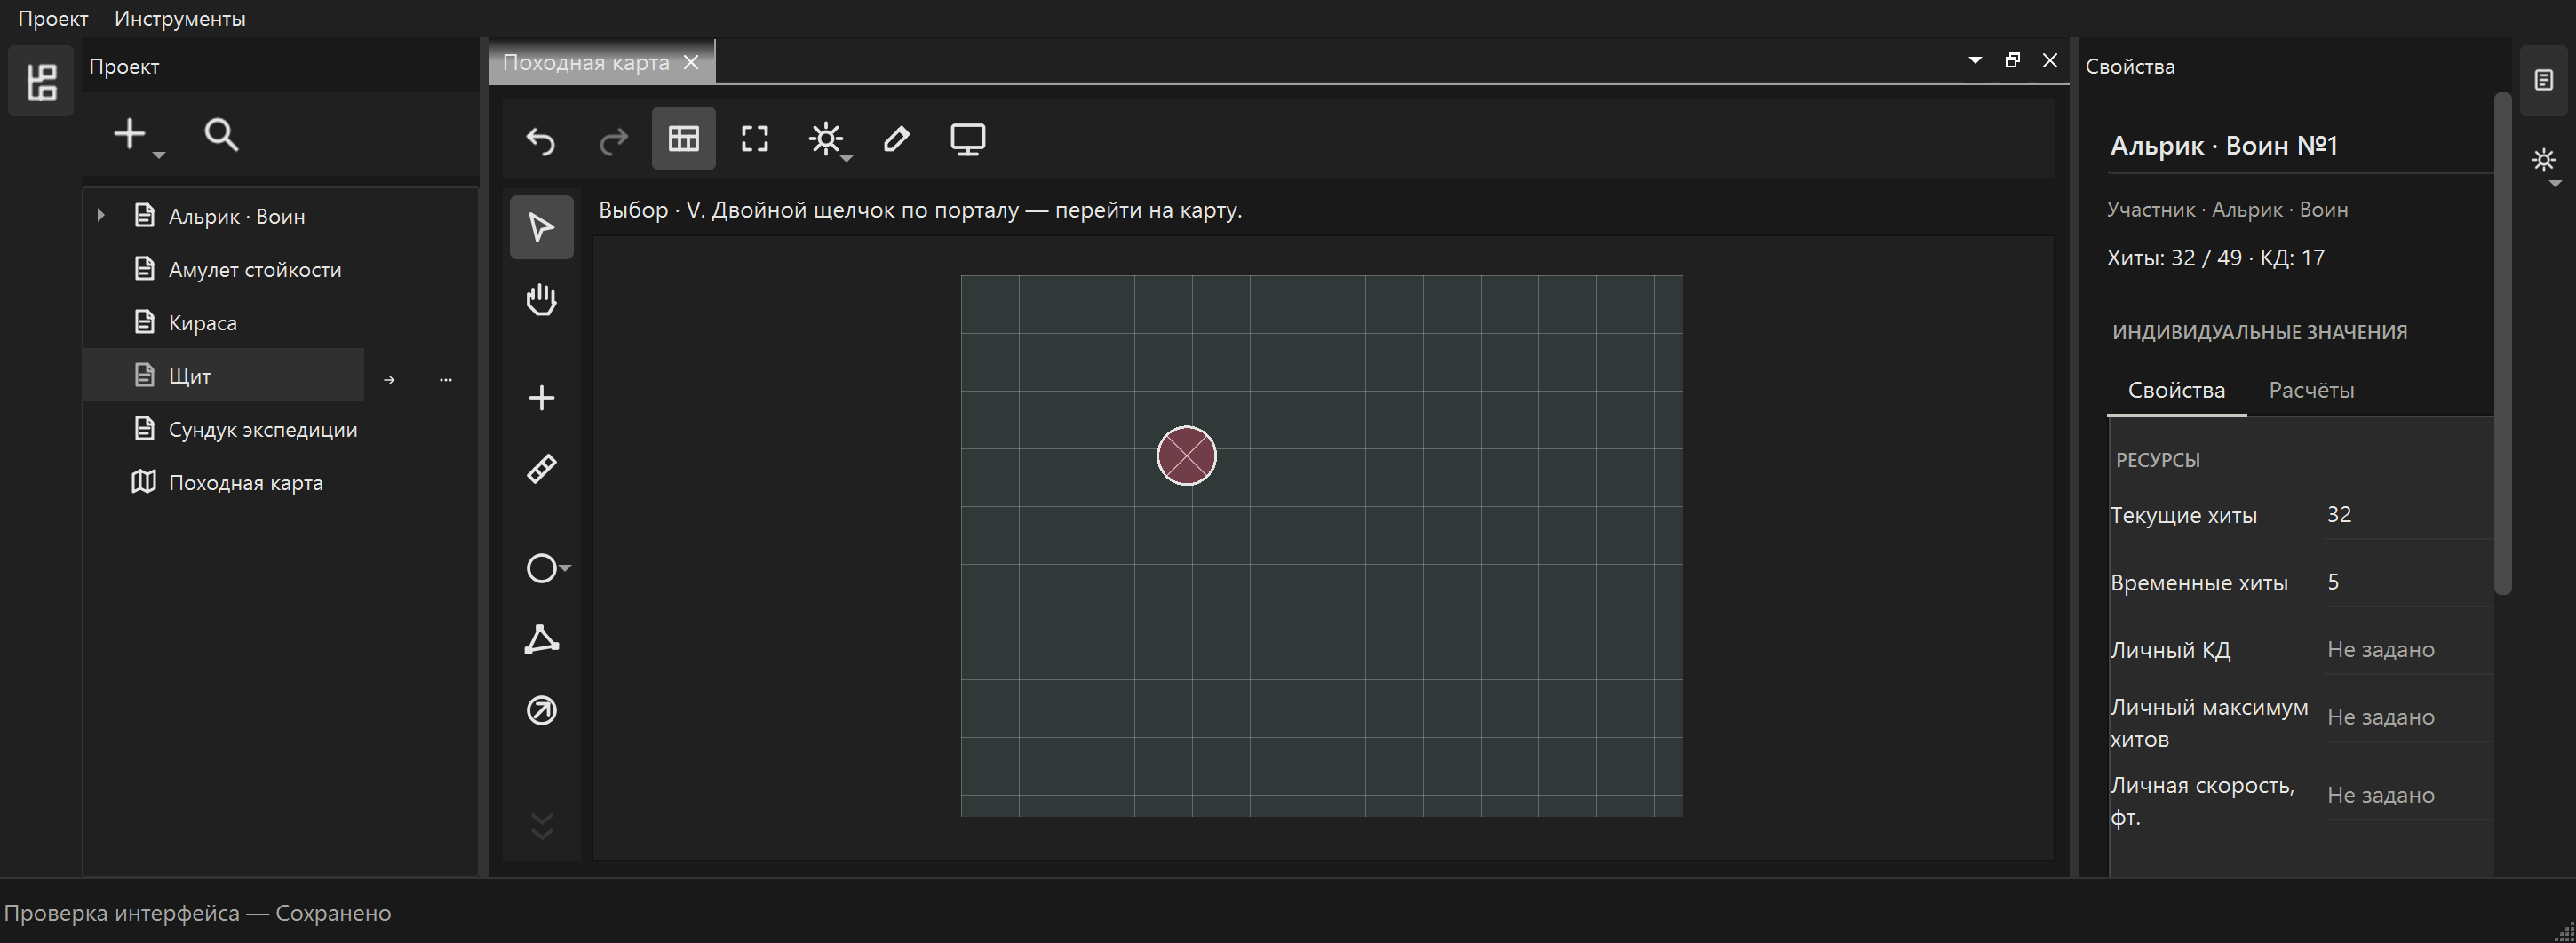 Проект Инструменты
Проект
Альрик · Воин
Амулет стойкости
Кираса
Щит
Сундук экспедиции
Походная карта
Походная карта
Выбор · V. Двойной щелчок по порталу — перейти на карту.
Свойства
Альрик · Воин №1
Участник · Альрик · Воин
Хиты: 32 / 49 · КД: 17
ИНДИВИДУАЛЬНЫЕ ЗНАЧЕНИЯ
Свойства Расчёты
РЕСУРСЫ
Текущие хиты 32
Временные хиты 5
Личный КД Не задано
Личный максимум
хитов
Не задано
Личная скорость,
фт.
Не задано
Проверка интерфейса — Сохранено